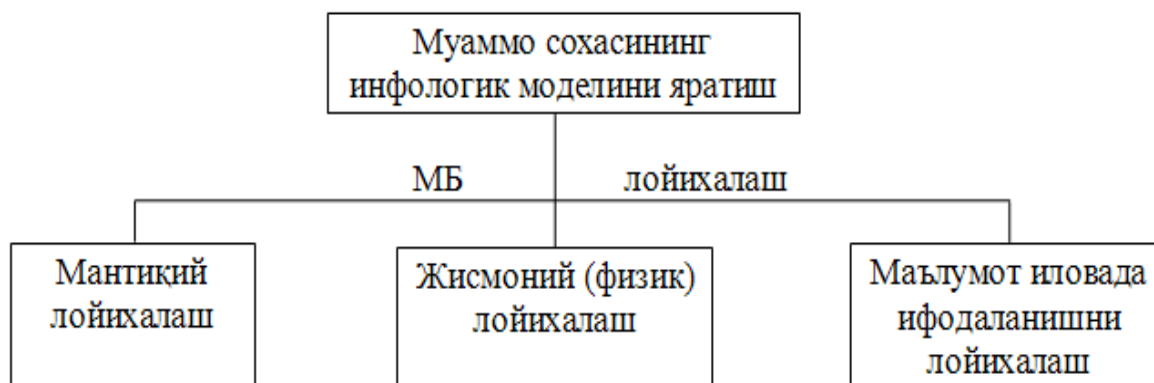 Муаммо сохасининг
инфологик моделини яратиш
МБ лойихалаш
Мантиқий
лойихалаш
Жисмоний (физик)
лойихалаш
Маълумот иловада
ифодаланишни
лойихалаш